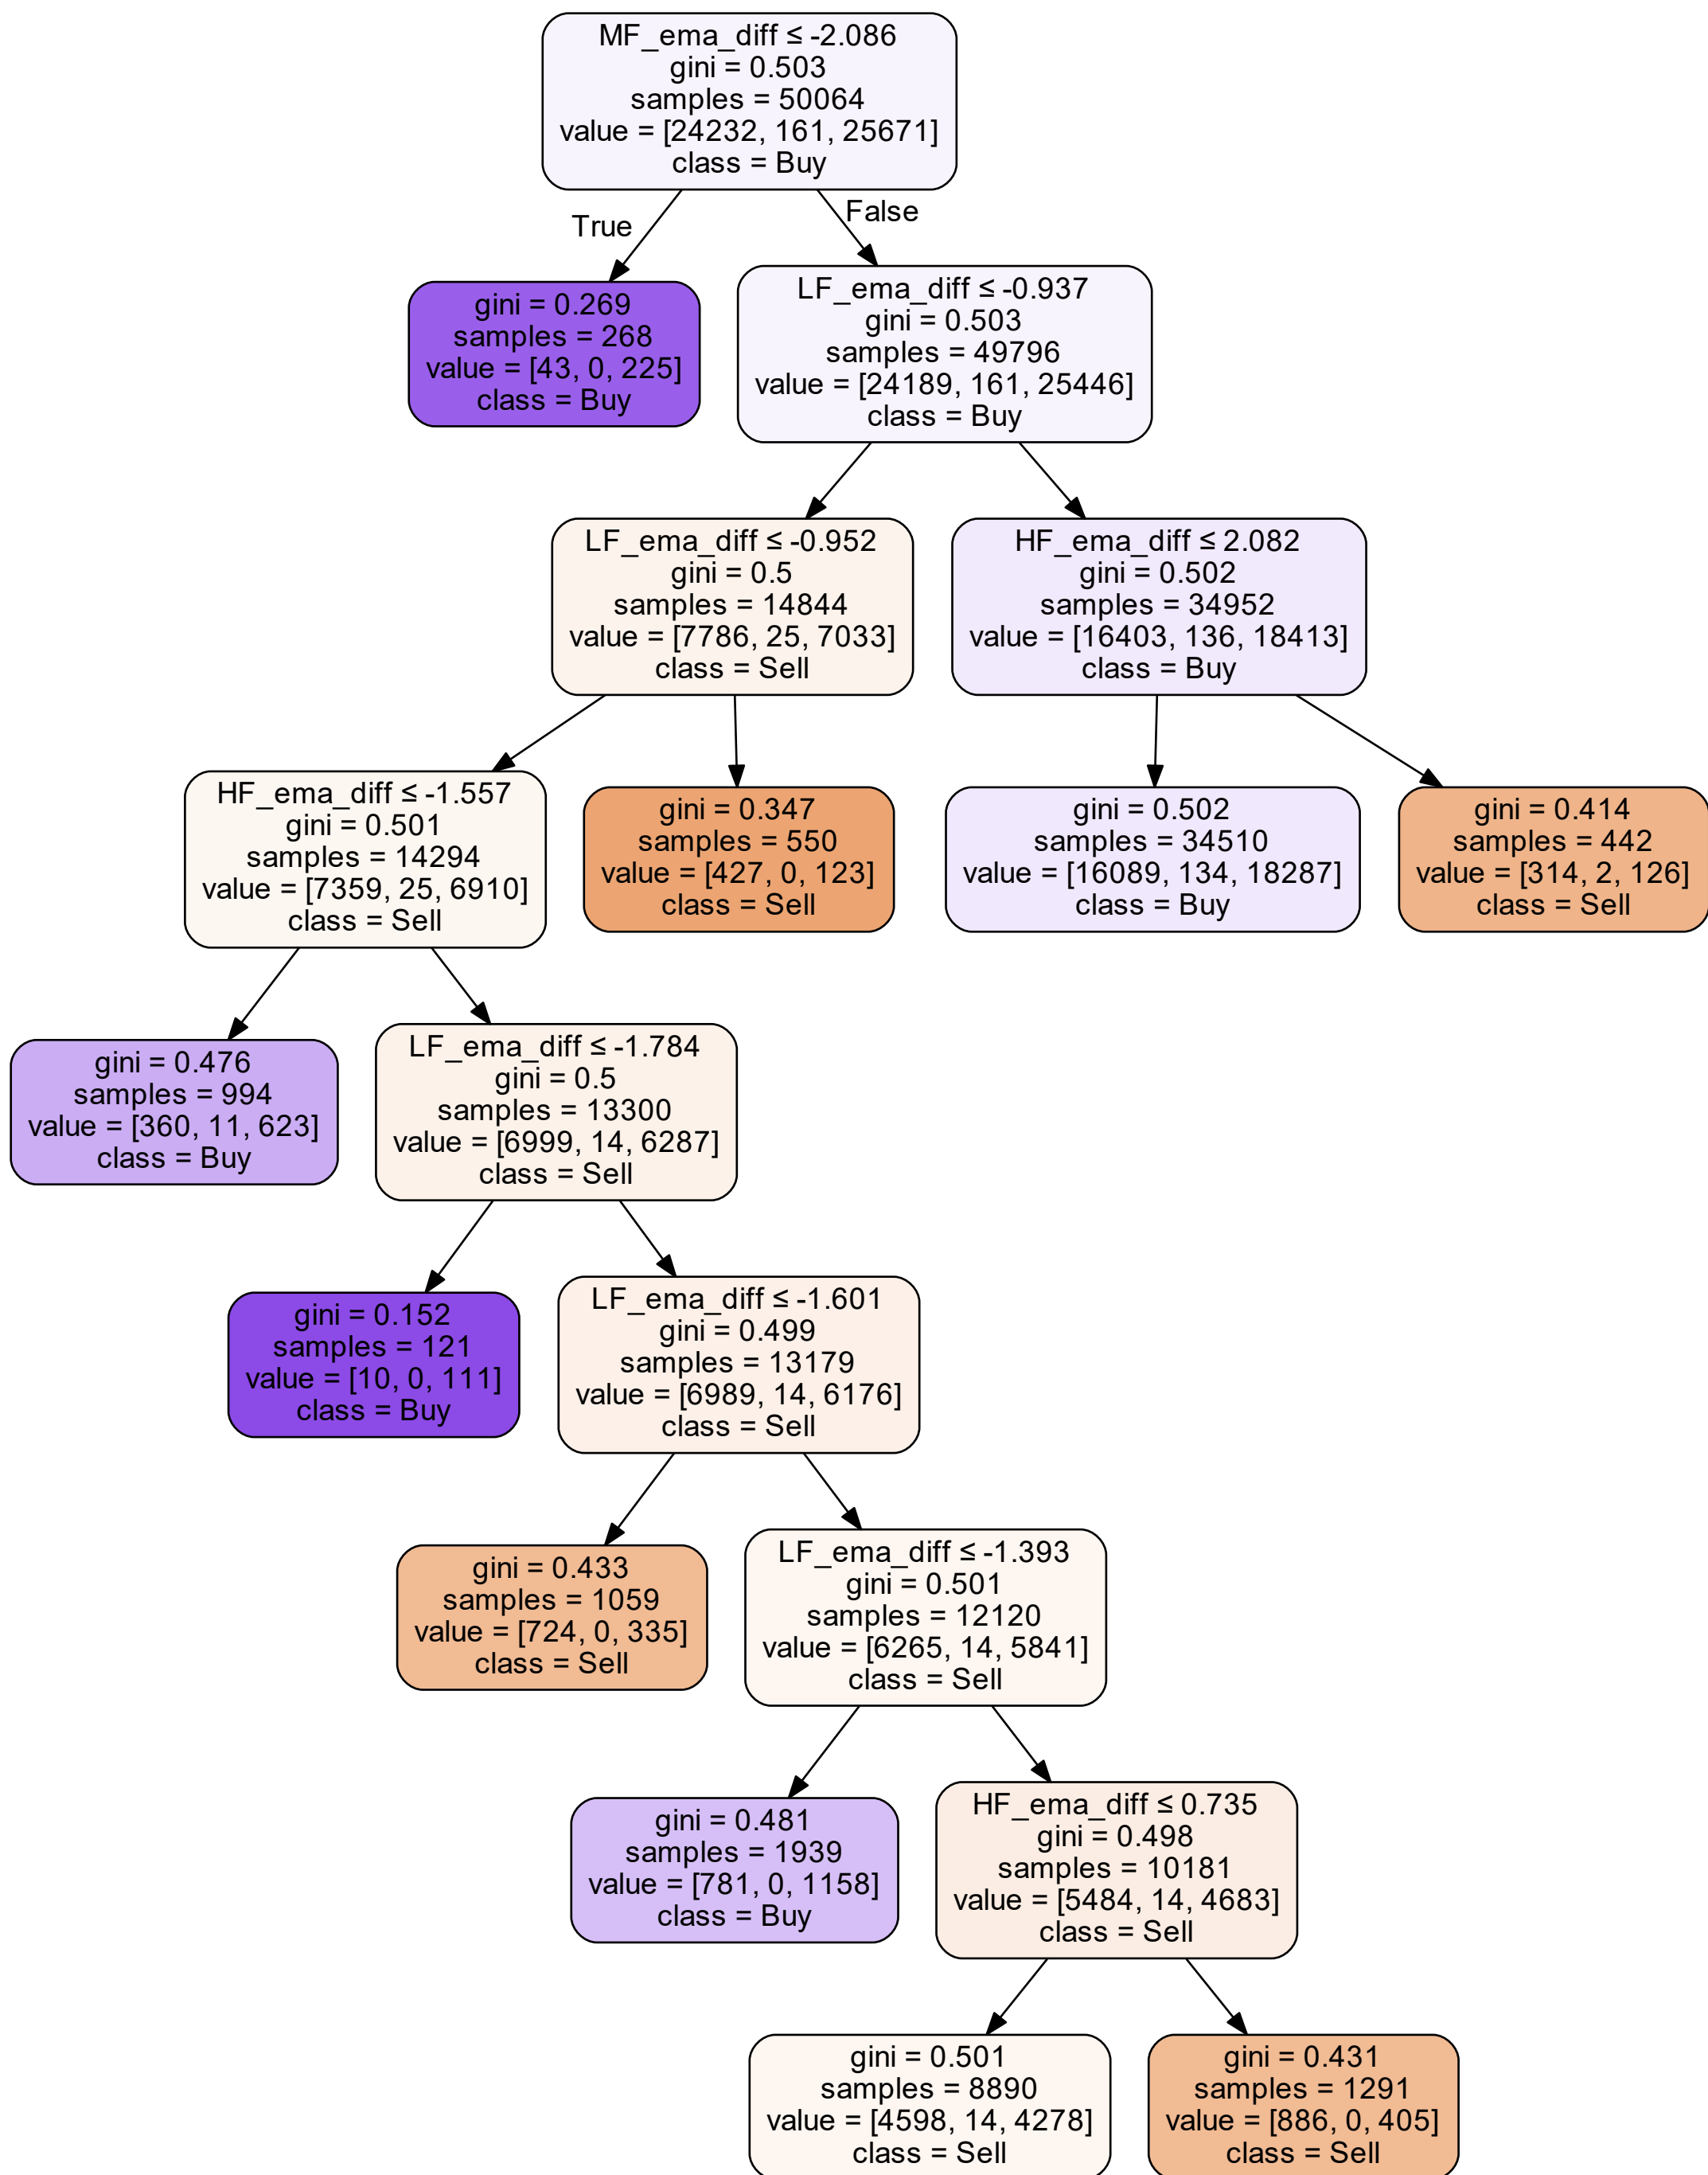 MF_ema_diff ≤ -2.086
gini = 0.503
samples = 50064
value = [24232, 161, 25671]
class = Buy
True
False
gini = 0.269
samples = 268
value = [43, 0, 225]
class = Buy
LF_ema_diff ≤ -0.937
gini = 0.503
samples = 49796
value = [24189, 161, 25446]
class = Buy
LF_ema_diff ≤ -0.952
gini = 0.5
samples = 14844
value = [7786, 25, 7033]
class = Sell
HF_ema_diff ≤ 2.082
gini = 0.502
samples = 34952
value = [16403, 136, 18413]
class = Buy
HF_ema_diff ≤ -1.557
gini = 0.501
samples = 14294
value = [7359, 25, 6910]
class = Sell
gini = 0.347
samples = 550
value = [427, 0, 123]
class = Sell
gini = 0.502
samples = 34510
value = [16089, 134, 18287]
class = Buy
gini = 0.414
samples = 442
value = [314, 2, 126]
class = Sell
gini = 0.476
samples = 994
value = [360, 11, 623]
class = Buy
LF_ema_diff ≤ -1.784
gini = 0.5
samples = 13300
value = [6999, 14, 6287]
class = Sell
gini = 0.152
samples = 121
value = [10, 0, 111]
class = Buy
LF_ema_diff ≤ -1.601
gini = 0.499
samples = 13179
value = [6989, 14, 6176]
class = Sell
gini = 0.433
samples = 1059
value = [724, 0, 335]
class = Sell
LF_ema_diff ≤ -1.393
gini = 0.501
samples = 12120
value = [6265, 14, 5841]
class = Sell
gini = 0.481
samples = 1939
value = [781, 0, 1158]
class = Buy
HF_ema_diff ≤ 0.735
gini = 0.498
samples = 10181
value = [5484, 14, 4683]
class = Sell
gini = 0.501
samples = 8890
value = [4598, 14, 4278]
class = Sell
gini = 0.431
samples = 1291
value = [886, 0, 405]
class = Sell